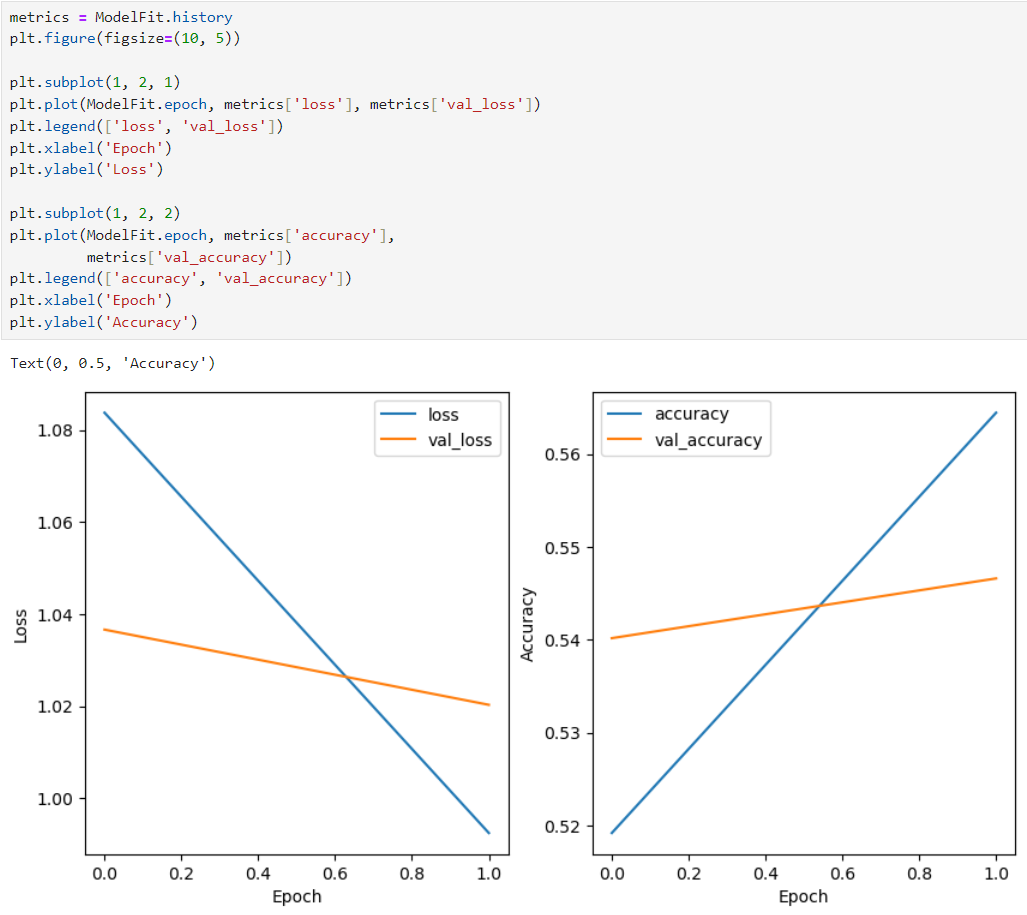 metrics = ModelFit.history
plt.figure(figsize=(10, 5))
plt.subplot(1, 2, 1)
plt.plot(ModelFit.epoch, metrics['loss'], metrics['val_loss'])
plt.legend(['loss', 'val_loss'])
plt.xlabel('Epoch')
plt.ylabel('Loss')
plt.subplot(1, 2, 2)
plt.plot(ModelFit.epoch, metrics['accuracy'],
         metrics['val_accuracy'])
plt.legend(['accuracy', 'val_accuracy'])
plt.xlabel('Epoch')
plt.ylabel('Accuracy')
Text(0, 0.5, 'Accuracy')
loss
val_loss
1.08
1.06
1.04
1.02
1.00
Loss
0.0 0.2 0.4 0.6 0.8 1.0
Epoch
accuracy
val_accuracy
0.56
0.55
0.54
0.53
0.52
Accuracy
0.0 0.2 0.4 0.6 0.8 1.0
Epoch